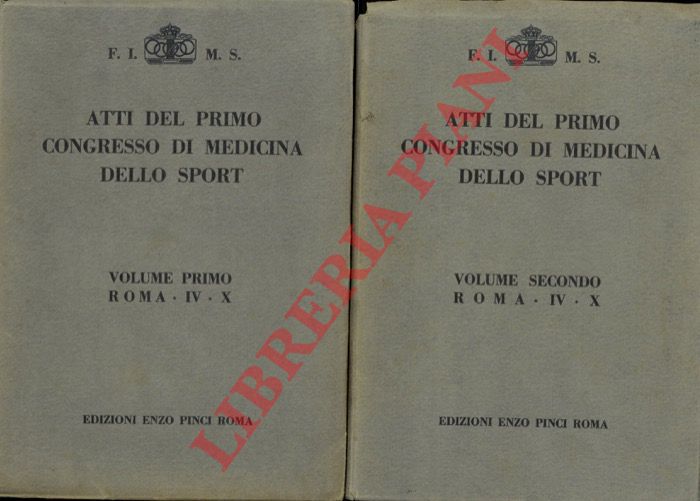 F. I. M. S.
ATTI DEL PRIMO
CONGRESSO DI MEDICINA
DELLO SPORT
VOLUME PRIMO
ROMA · IV · X
EDIZIONI ENZO PINCI ROMA
F. I. M. S.
ATTI DEL PRIMO
CONGRESSO DI MEDICINA
DELLO SPORT
VOLUME SECONDO
ROMA · IV · X
EDIZIONI ENZO PINCI ROMA
LIBRERIA PIANI